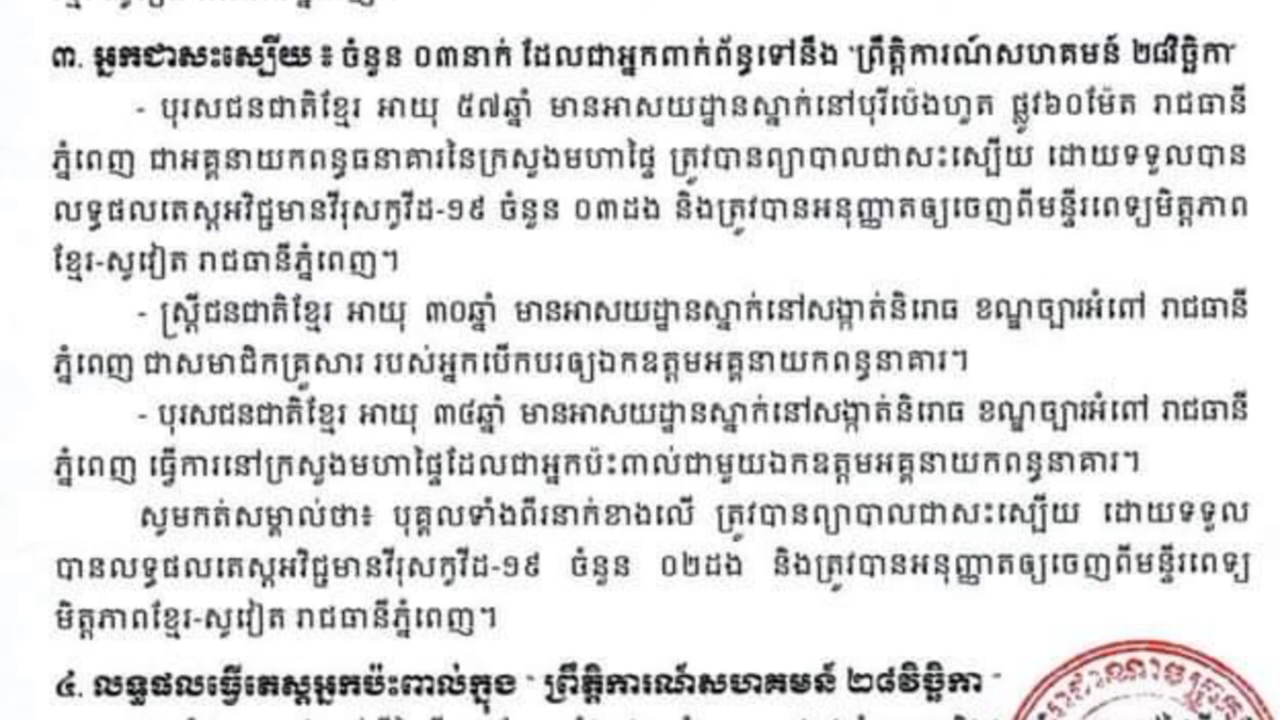 ៣. អ្នកជាសះស្បើយ ៖ ចំនួន ០៣នាក់ ដែលជាអ្នកពាក់ព័ន្ធទៅនឹង "ព្រឹត្តិការណ៍សហគមន៍ ២៨វិច្ឆិកា"
- បុរសជនជាតិខ្មែរ អាយុ ៥៧ឆ្នាំ មានអាសយដ្ឋានស្នាក់នៅបុរីប៉េងហួត ផ្លូវ៦០ម៉ែត រាជធានី
ភ្នំពេញ ជាអគ្គនាយកពន្ធធនាគារនៃក្រសួងមហាផ្ទៃ ត្រូវបានព្យាបាលជាសះស្បើយ ដោយទទួលបាន
លទ្ធផលតេស្តអវិជ្ជមានវីរុសកូវីដ-១៩ ចំនួន ០៣ដង និងត្រូវបានអនុញ្ញាតឲ្យចេញពីមន្ទីរពេទ្យមិត្តភាព
ខ្មែរ-សូវៀត រាជធានីភ្នំពេញ។
- ស្ត្រីជនជាតិខ្មែរ អាយុ ៣០ឆ្នាំ មានអាសយដ្ឋានស្នាក់នៅសង្កាត់និរោធ ខណ្ឌច្បារអំពៅ រាជធានី
ភ្នំពេញ ជាសមាជិកគ្រួសារ របស់អ្នកបើកបរឲ្យឯកឧត្តមអគ្គនាយកពន្ធនាគារ។
- បុរសជនជាតិខ្មែរ អាយុ ៣៤ឆ្នាំ មានអាសយដ្ឋានស្នាក់នៅសង្កាត់និរោធ ខណ្ឌច្បារអំពៅ រាជធានី
ភ្នំពេញ ធ្វើការនៅក្រសួងមហាផ្ទៃដែលជាអ្នកប៉ះពាល់ជាមួយឯកឧត្តមអគ្គនាយកពន្ធនាគារ។
សូមកត់សម្គាល់ថា៖ បុគ្គលទាំងពីរនាក់ខាងលើ ត្រូវបានព្យាបាលជាសះស្បើយ ដោយទទួល
បានលទ្ធផលតេស្តអវិជ្ជមានវីរុសកូវីដ-១៩ ចំនួន ០២ដង និងត្រូវបានអនុញ្ញាតឲ្យចេញពីមន្ទីរពេទ្យ
មិត្តភាពខ្មែរ-សូវៀត រាជធានីភ្នំពេញ។
៤. លទ្ធផលធ្វើតេស្តអ្នកប៉ះពាល់ក្នុង " ព្រឹត្តិការណ៍សហគមន៍ ២៨វិច្ឆិកា "